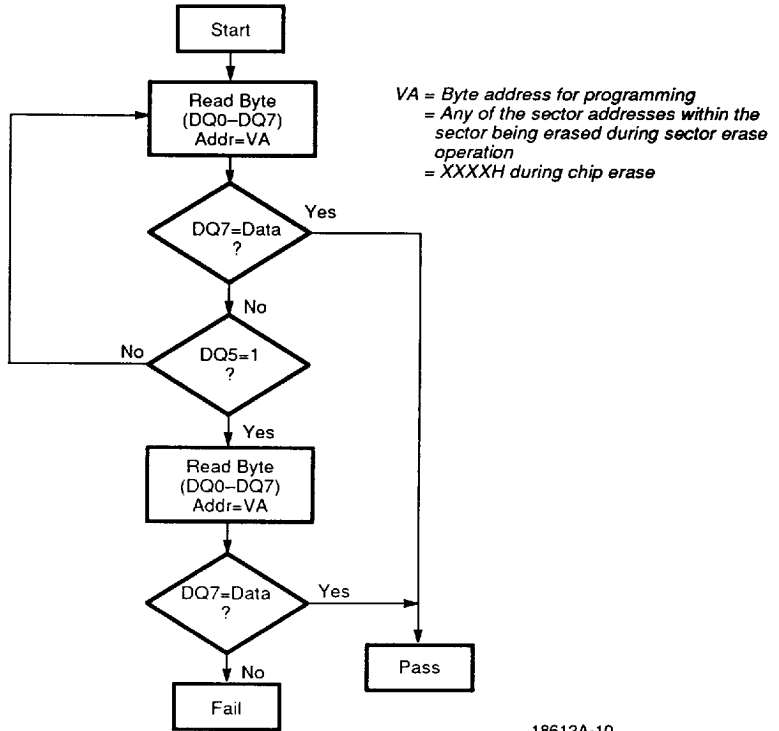 Start
Read Byte
(DQ0–DQ7)
Addr=VA
VA = Byte address for programming
= Any of the sector addresses within the
sector being erased during sector erase
operation
= XXXXH during chip erase
DQ7=Data
?
Yes
No
DQ5=1
?
No
Yes
Read Byte
(DQ0–DQ7)
Addr=VA
DQ7=Data
?
Yes
No
Pass
Fail
18612A-10